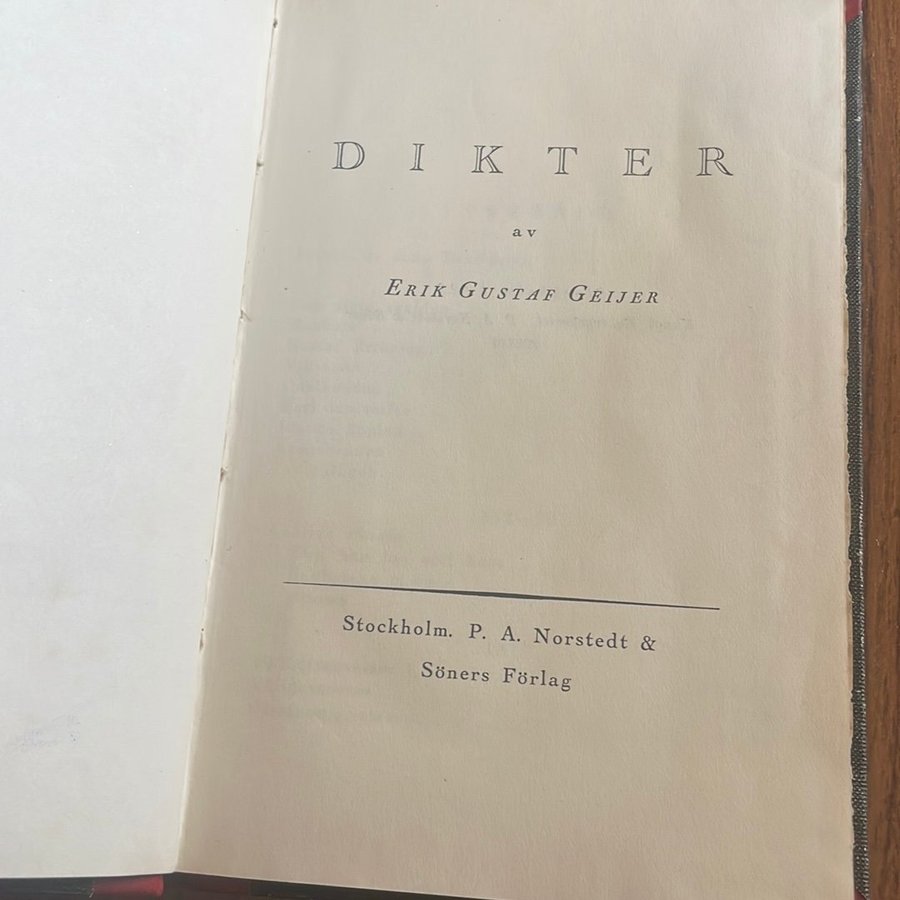 DIKTER
av
ERIK GUSTAF GEIJER
Stockholm. P. A. Norstedt &
Söners Förlag